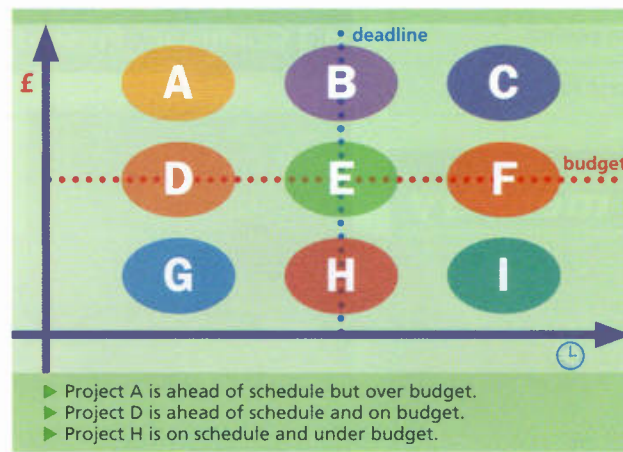 deadline
£
A B C
budget
D E F
G H I
Project A is ahead of schedule but over budget.
Project D is ahead of schedule and on budget.
Project H is on schedule and under budget.